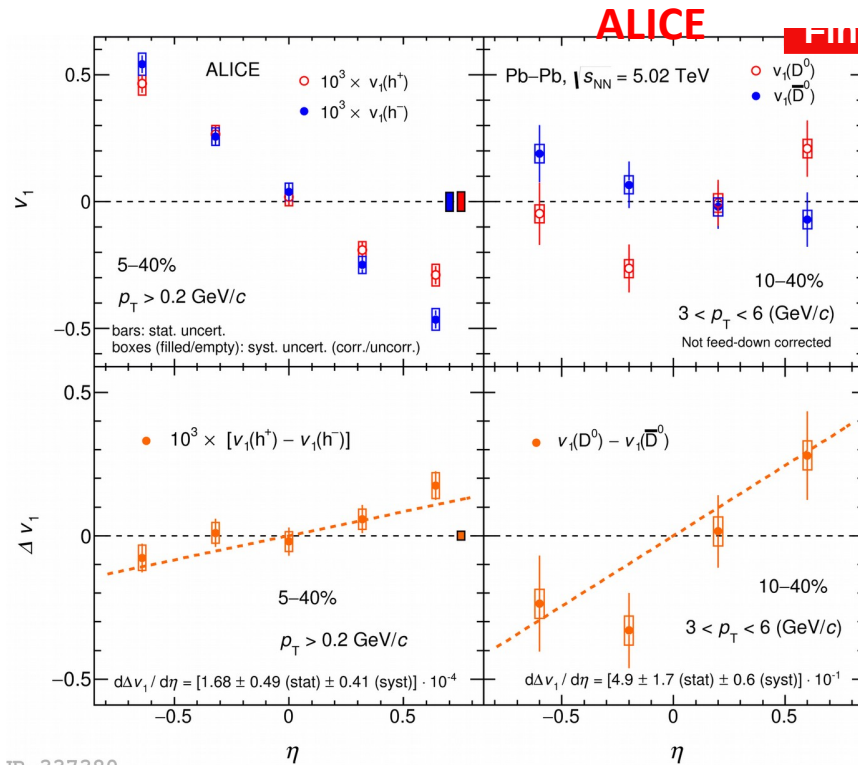 ALICE
ALICE
10³ × v₁(h⁺)
10³ × v₁(h⁻)
v₁
0.5
0
−0.5
5–40%
p_T > 0.2 GeV/c
bars: stat. uncert.
boxes (filled/empty): syst. uncert. (corr./uncorr.)
Pb–Pb, √s_NN = 5.02 TeV
v₁(D⁰)
v₁(D̅⁰)
10–40%
3 < p_T < 6 (GeV/c)
Not feed-down corrected
Δ v₁
0.5
0
−0.5
10³ × [v₁(h⁺) − v₁(h⁻)]
5–40%
p_T > 0.2 GeV/c
dΔv₁/dη = [1.68 ± 0.49 (stat) ± 0.41 (syst)] · 10⁻⁴
v₁(D⁰) − v₁(D̅⁰)
10–40%
3 < p_T < 6 (GeV/c)
dΔv₁/dη = [4.9 ± 1.7 (stat) ± 0.6 (syst)] · 10⁻¹
−0.5 0 0.5
−0.5 0 0.5
η
η